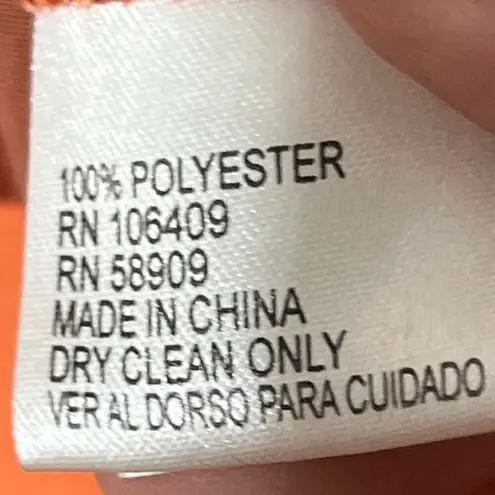 100% POLYESTER
RN 106409
RN 58909
MADE IN CHINA
DRY CLEAN ONLY
VER AL DORSO PARA CUIDADO